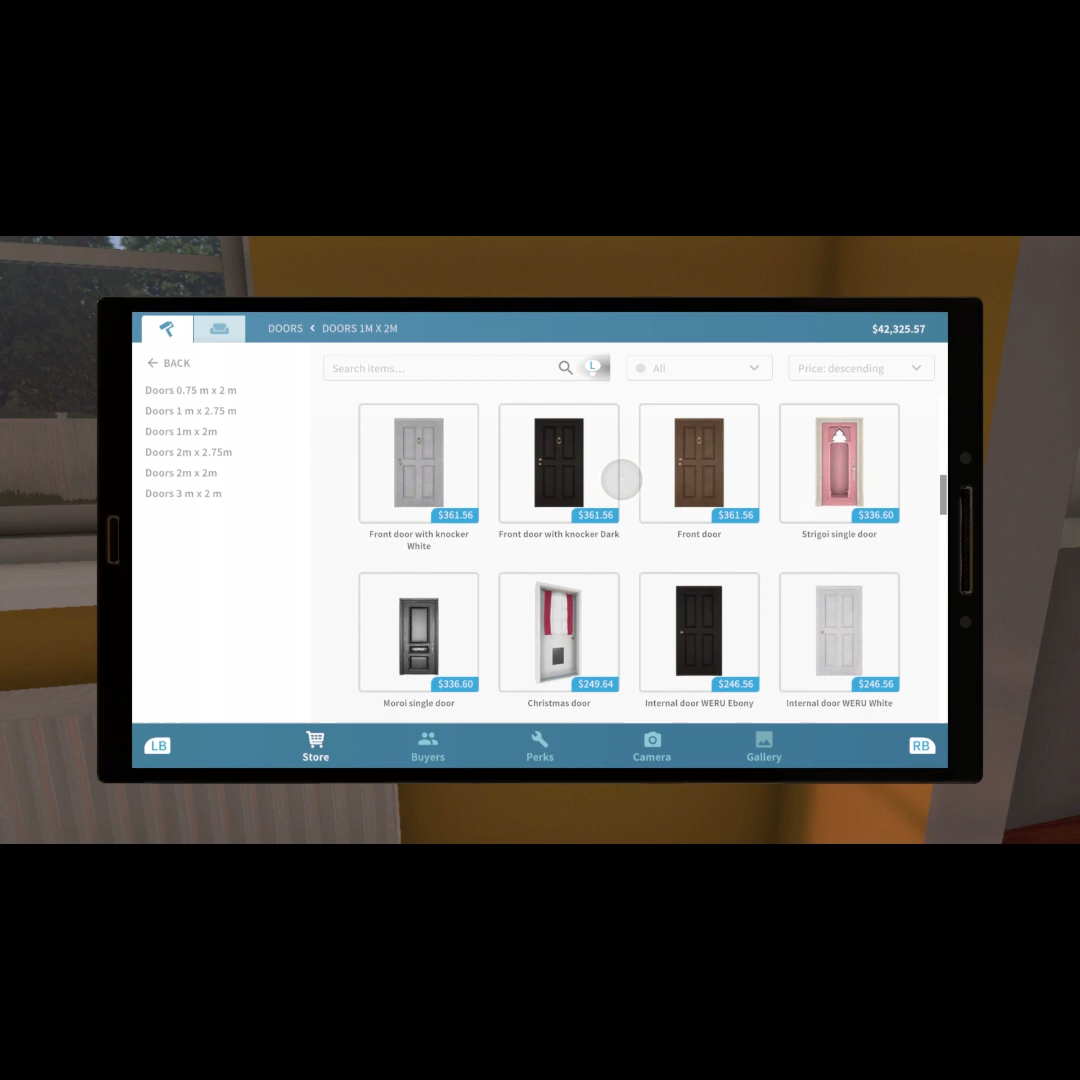 DOORS < DOORS 1M X 2M
$42,325.57
BACK
Doors 0.75 m x 2 m
Doors 1 m x 2.75 m
Doors 1m x 2m
Doors 2m x 2.75m
Doors 2m x 2m
Doors 3 m x 2 m
Search items...
L
All
Price: descending
$361.56
$361.56
$361.56
$336.60
Front door with knocker
White
Front door with knocker Dark
Front door
Strigoi single door
$336.60
$249.64
$246.56
$246.56
Moroi single door
Christmas door
Internal door WERU Ebony
Internal door WERU White
LB
Store
Buyers
Perks
Camera
Gallery
RB